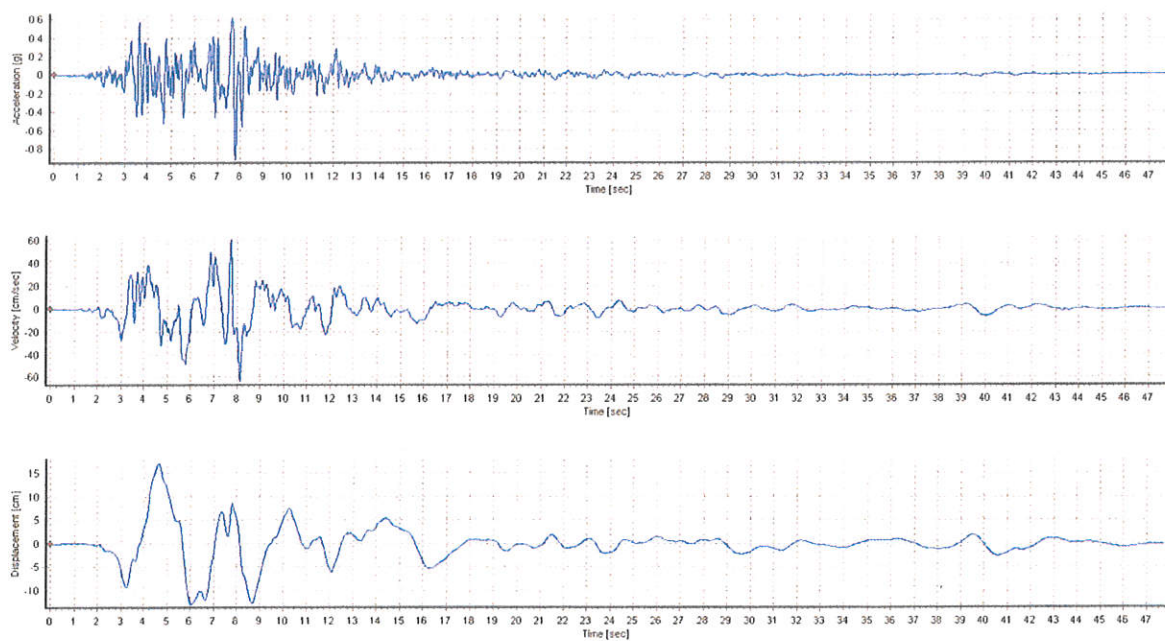 Acceleration [g]
0.6
0.4
0.2
0
-0.2
-0.4
-0.6
-0.8
0 1 2 3 4 5 6 7 8 9 10 11 12 13 14 15 16 17 18 19 20 21 22 23 24 25 26 27 28 29 30 31 32 33 34 35 36 37 38 39 40 41 42 43 44 45 46 47
Time [sec]
Velocity [cm/sec]
60
40
20
0
-20
-40
-60
0 1 2 3 4 5 6 7 8 9 10 11 12 13 14 15 16 17 18 19 20 21 22 23 24 25 26 27 28 29 30 31 32 33 34 35 36 37 38 39 40 41 42 43 44 45 46 47
Time [sec]
Displacement [cm]
15
10
5
0
-5
-10
0 1 2 3 4 5 6 7 8 9 10 11 12 13 14 15 16 17 18 19 20 21 22 23 24 25 26 27 28 29 30 31 32 33 34 35 36 37 38 39 40 41 42 43 44 45 46 47
Time [sec]